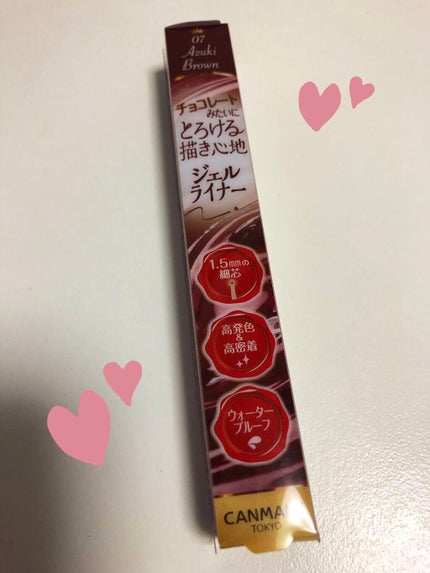 07
Azuki
Brown
チョコレート
みたいに
とろける
描き心地
ジェル
ライナー
1.5mmの
細芯
高発色
&
高密着
ウォーター
プルーフ
CANMA
TOKYO